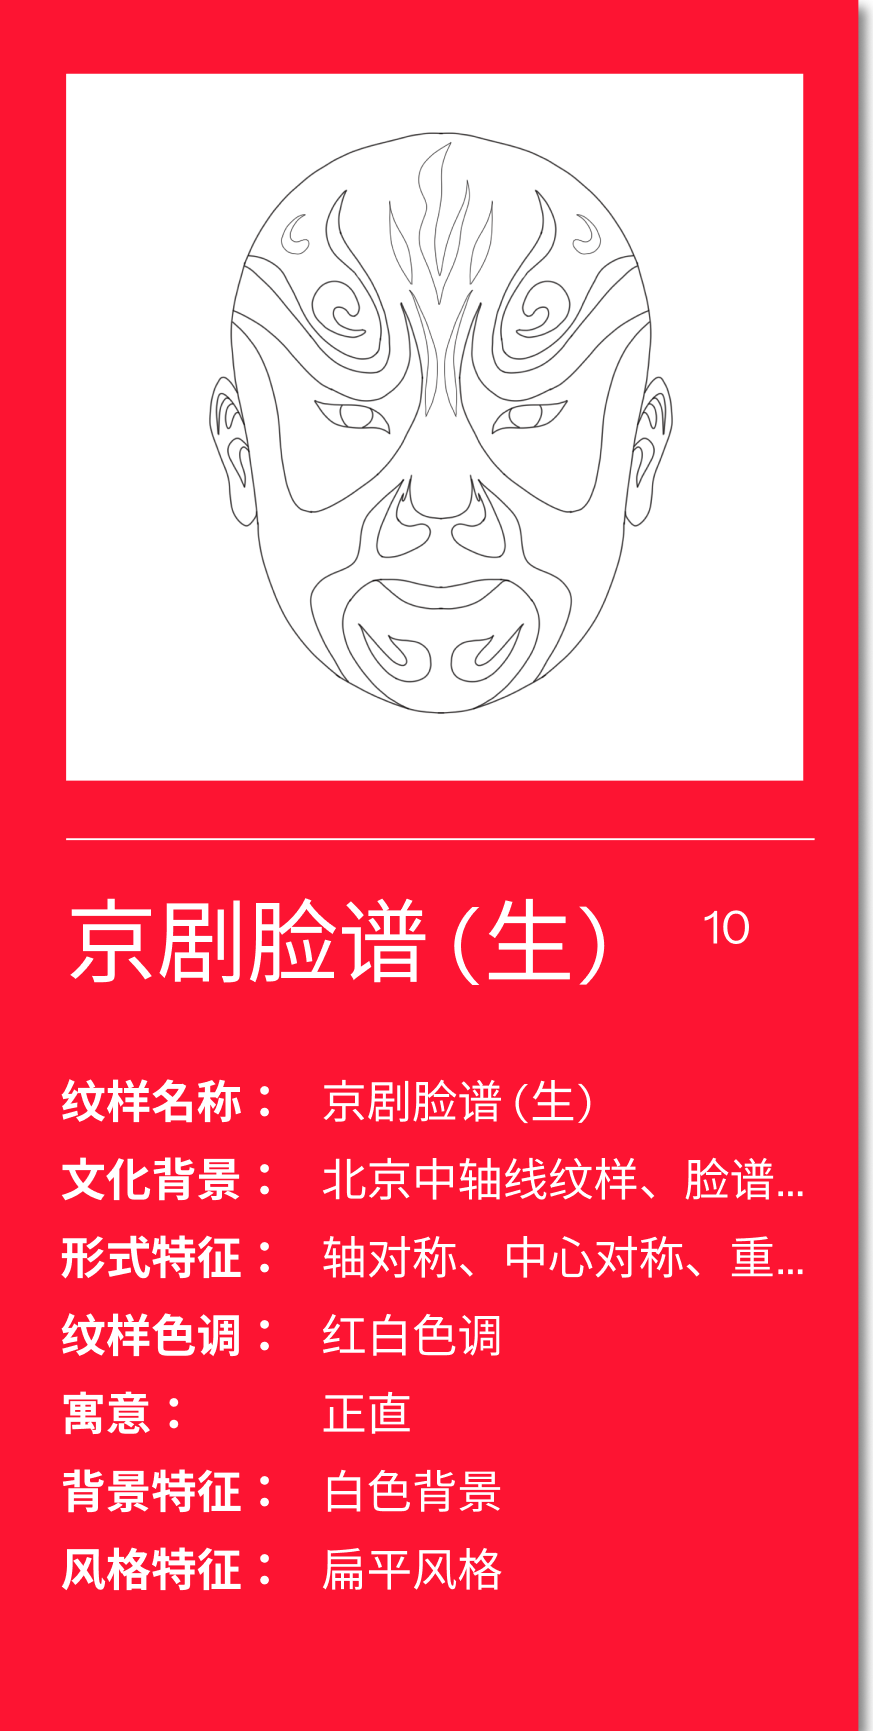 京剧脸谱(生) 10
纹样名称： 京剧脸谱(生)
文化背景： 北京中轴线纹样、脸谱...
形式特征： 轴对称、中心对称、重...
纹样色调： 红白色调
寓意： 正直
背景特征： 白色背景
风格特征： 扁平风格